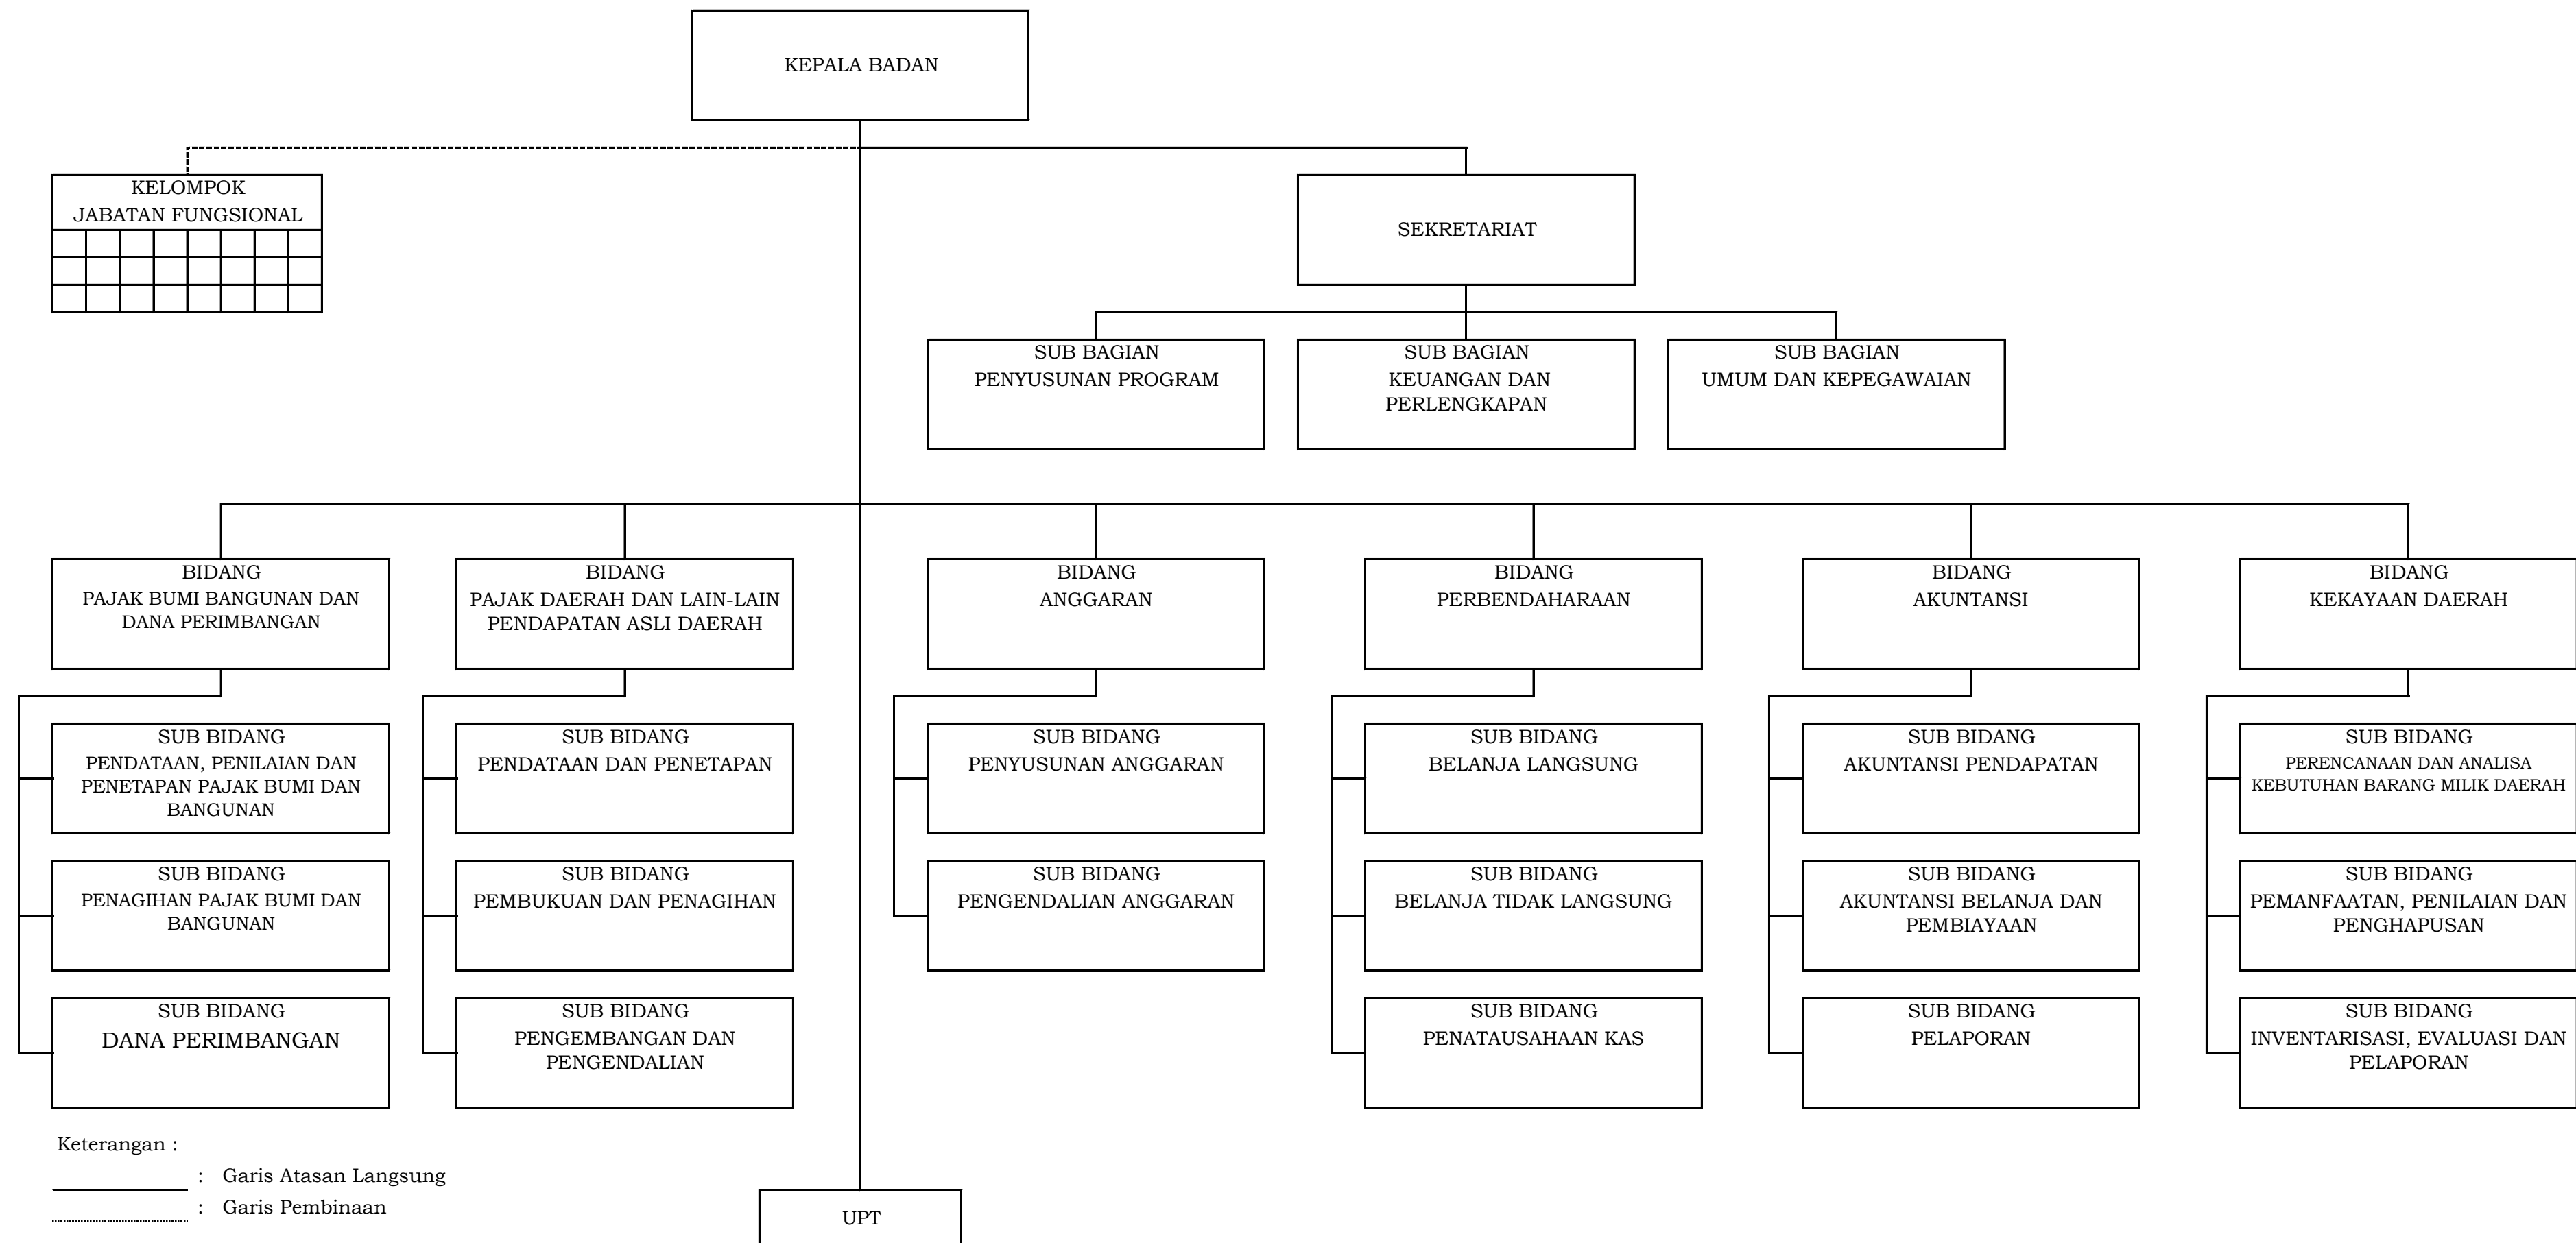 KEPALA BADAN
KELOMPOK
JABATAN FUNGSIONAL
SEKRETARIAT
SUB BAGIAN
PENYUSUNAN PROGRAM
SUB BAGIAN
KEUANGAN DAN
PERLENGKAPAN
SUB BAGIAN
UMUM DAN KEPEGAWAIAN
BIDANG
PAJAK BUMI BANGUNAN DAN
DANA PERIMBANGAN
BIDANG
PAJAK DAERAH DAN LAIN-LAIN
PENDAPATAN ASLI DAERAH
BIDANG
ANGGARAN
BIDANG
PERBENDAHARAAN
BIDANG
AKUNTANSI
BIDANG
KEKAYAAN DAERAH
SUB BIDANG
PENDATAAN, PENILAIAN DAN
PENETAPAN PAJAK BUMI DAN
BANGUNAN
SUB BIDANG
PENDATAAN DAN PENETAPAN
SUB BIDANG
PENYUSUNAN ANGGARAN
SUB BIDANG
BELANJA LANGSUNG
SUB BIDANG
AKUNTANSI PENDAPATAN
SUB BIDANG
PERENCANAAN DAN ANALISA
KEBUTUHAN BARANG MILIK DAERAH
SUB BIDANG
PENAGIHAN PAJAK BUMI DAN
BANGUNAN
SUB BIDANG
PEMBUKUAN DAN PENAGIHAN
SUB BIDANG
PENGENDALIAN ANGGARAN
SUB BIDANG
BELANJA TIDAK LANGSUNG
SUB BIDANG
AKUNTANSI BELANJA DAN
PEMBIAYAAN
SUB BIDANG
PEMANFAATAN, PENILAIAN DAN
PENGHAPUSAN
SUB BIDANG
DANA PERIMBANGAN
SUB BIDANG
PENGEMBANGAN DAN
PENGENDALIAN
SUB BIDANG
PENATAUSAHAAN KAS
SUB BIDANG
PELAPORAN
SUB BIDANG
INVENTARISASI, EVALUASI DAN
PELAPORAN
Keterangan :
: Garis Atasan Langsung
: Garis Pembinaan
UPT